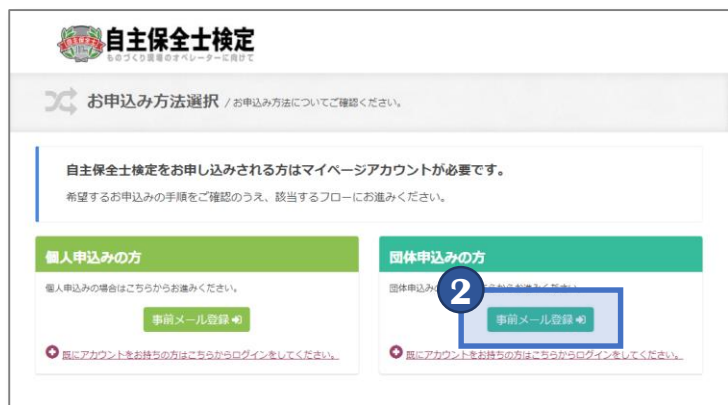 自主保全士検定
ものづくり現場のオペレーターに向けて
お申込み方法選択 / お申込み方法についてご確認ください。
自主保全士検定をお申し込みされる方はマイページアカウントが必要です。
希望するお申込みの手順をご確認のうえ、該当するフローにお進みください。
個人申込みの方
個人申込みの場合はこちらからお進みください。
事前メール登録
既にアカウントをお持ちの方はこちらからログインをしてください。
団体申込みの方
団体申込み
2
事前メール登録
既にアカウントをお持ちの方はこちらからログインをしてください。